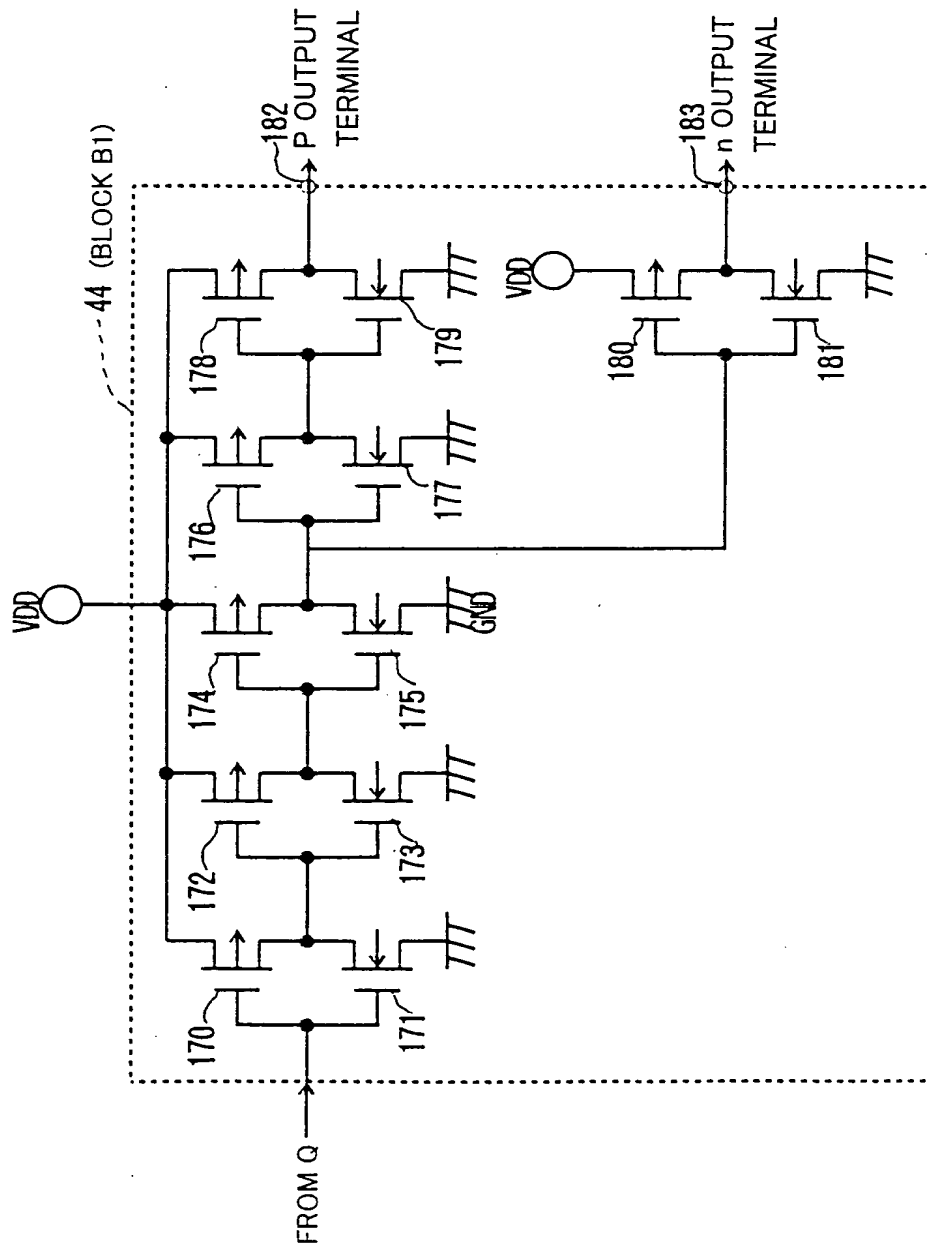 44 (BLOCK B1)
VDD
178
182
P OUTPUT
TERMINAL
176
174
172
170
179
177
175
173
171
GND
FROM Q
VDD
180
183
n OUTPUT
TERMINAL
181